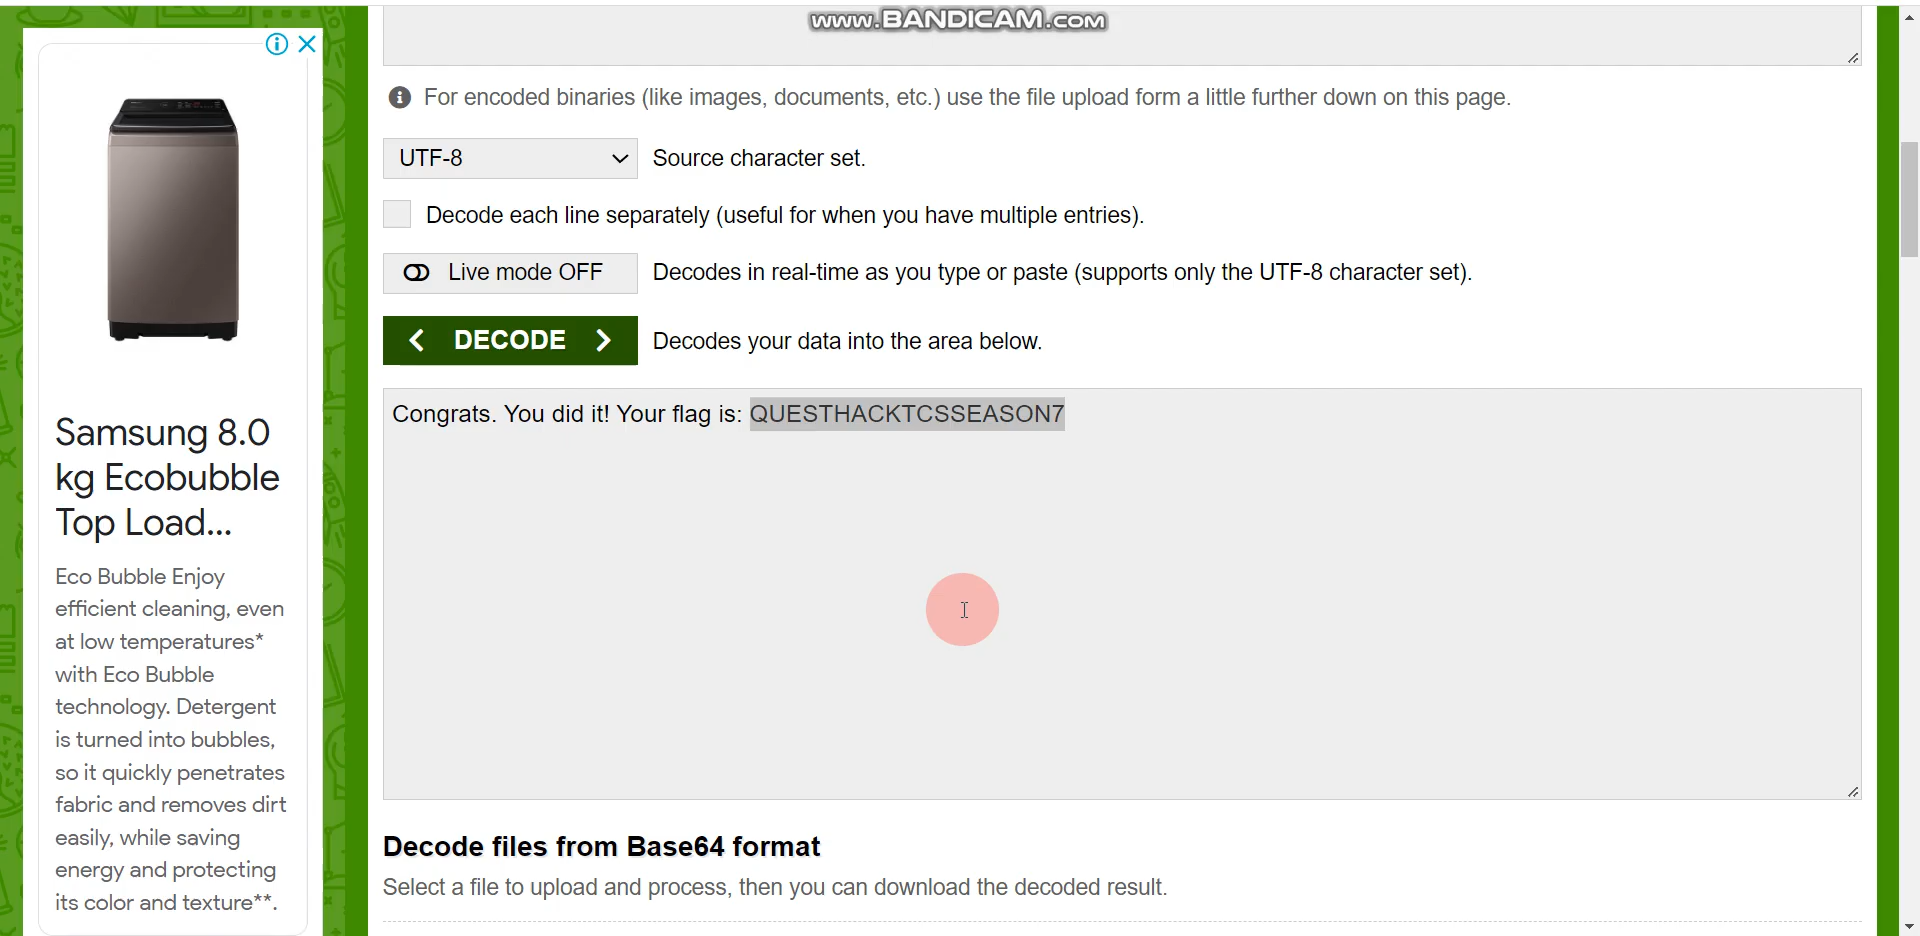 www.BANDICAM.com
For encoded binaries (like images, documents, etc.) use the file upload form a little further down on this page.
UTF-8 Source character set.
Decode each line separately (useful for when you have multiple entries).
Live mode OFF Decodes in real-time as you type or paste (supports only the UTF-8 character set).
< DECODE > Decodes your data into the area below.
Congrats. You did it! Your flag is: QUESTHACKTCSSEASON7
Decode files from Base64 format
Select a file to upload and process, then you can download the decoded result.
Samsung 8.0
kg Ecobubble
Top Load...
Eco Bubble Enjoy
efficient cleaning, even
at low temperatures*
with Eco Bubble
technology. Detergent
is turned into bubbles,
so it quickly penetrates
fabric and removes dirt
easily, while saving
energy and protecting
its color and texture**.